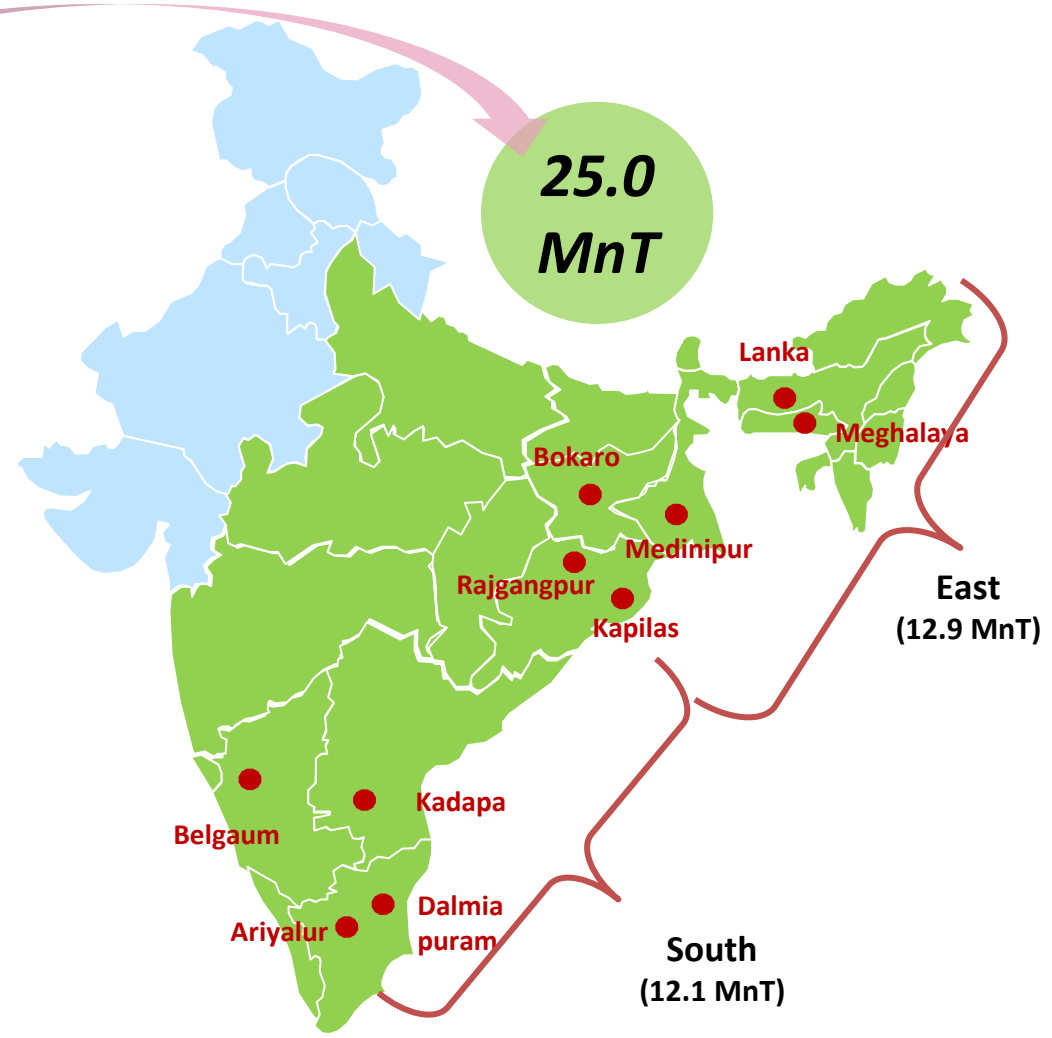 25.0
MnT
Lanka
Meghalaya
Bokaro
Medinipur
Rajgangpur
Kapilas
East
(12.9 MnT)
Kadapa
Belgaum
Dalmia
puram
Ariyalur
South
(12.1 MnT)